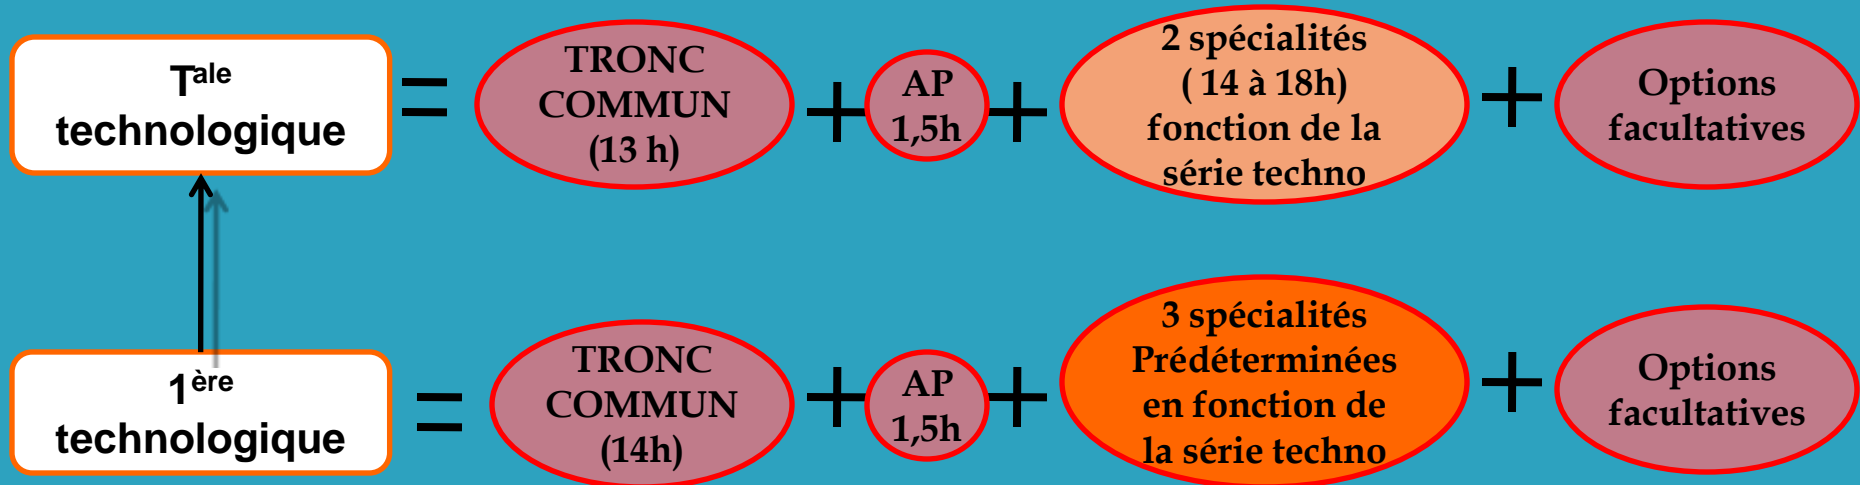 Tale
technologique
=
TRONC
COMMUN
(13 h)
+
AP
1,5h
+
2 spécialités
( 14 à 18h)
fonction de la
série techno
+
Options
facultatives
1ère
technologique
=
TRONC
COMMUN
(14h)
+
AP
1,5h
+
3 spécialités
Prédéterminées
en fonction de
la série techno
+
Options
facultatives